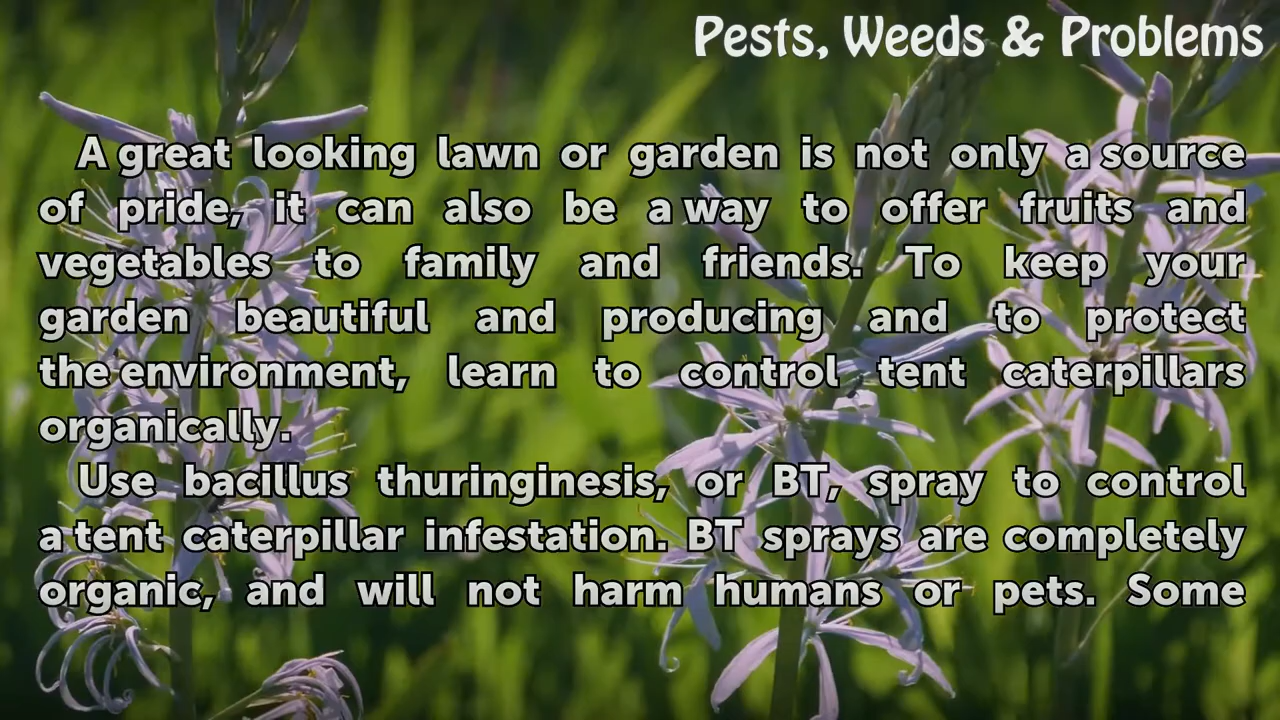 Pests, Weeds & Problems
A great looking lawn or garden is not only a source
of pride, it can also be a way to offer fruits and
vegetables to family and friends. To keep your
garden beautiful and producing and to protect
the environment, learn to control tent caterpillars
organically.
Use bacillus thuringinesis, or BT, spray to control
a tent caterpillar infestation. BT sprays are completely
organic, and will not harm humans or pets. Some